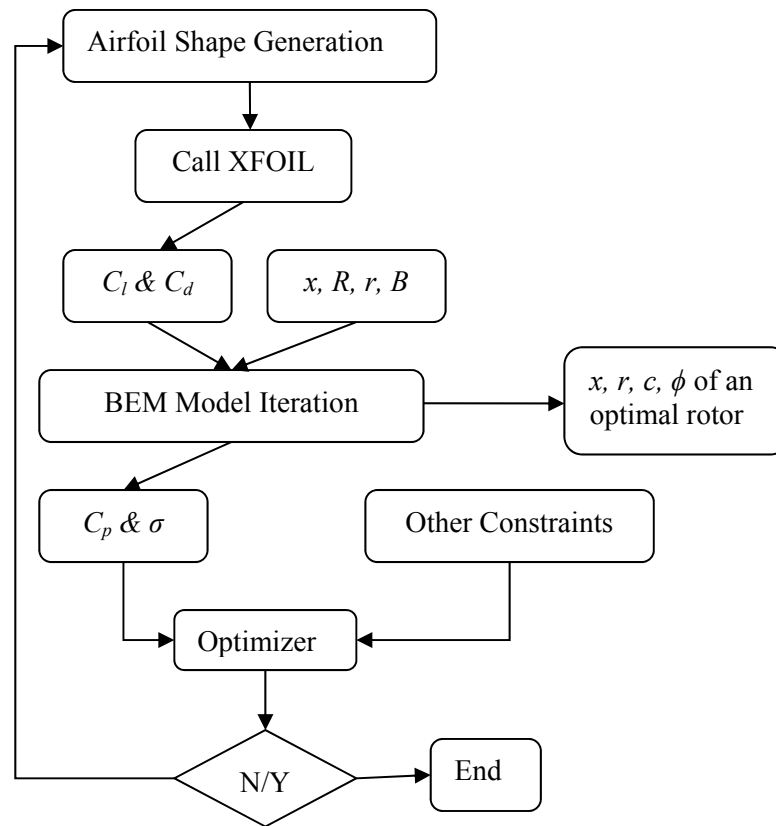 Airfoil Shape Generation
Call XFOIL
C_l & C_d
x, R, r, B
BEM Model Iteration
x, r, c, ϕ of an
optimal rotor
C_p & σ
Other Constraints
Optimizer
N/Y
End